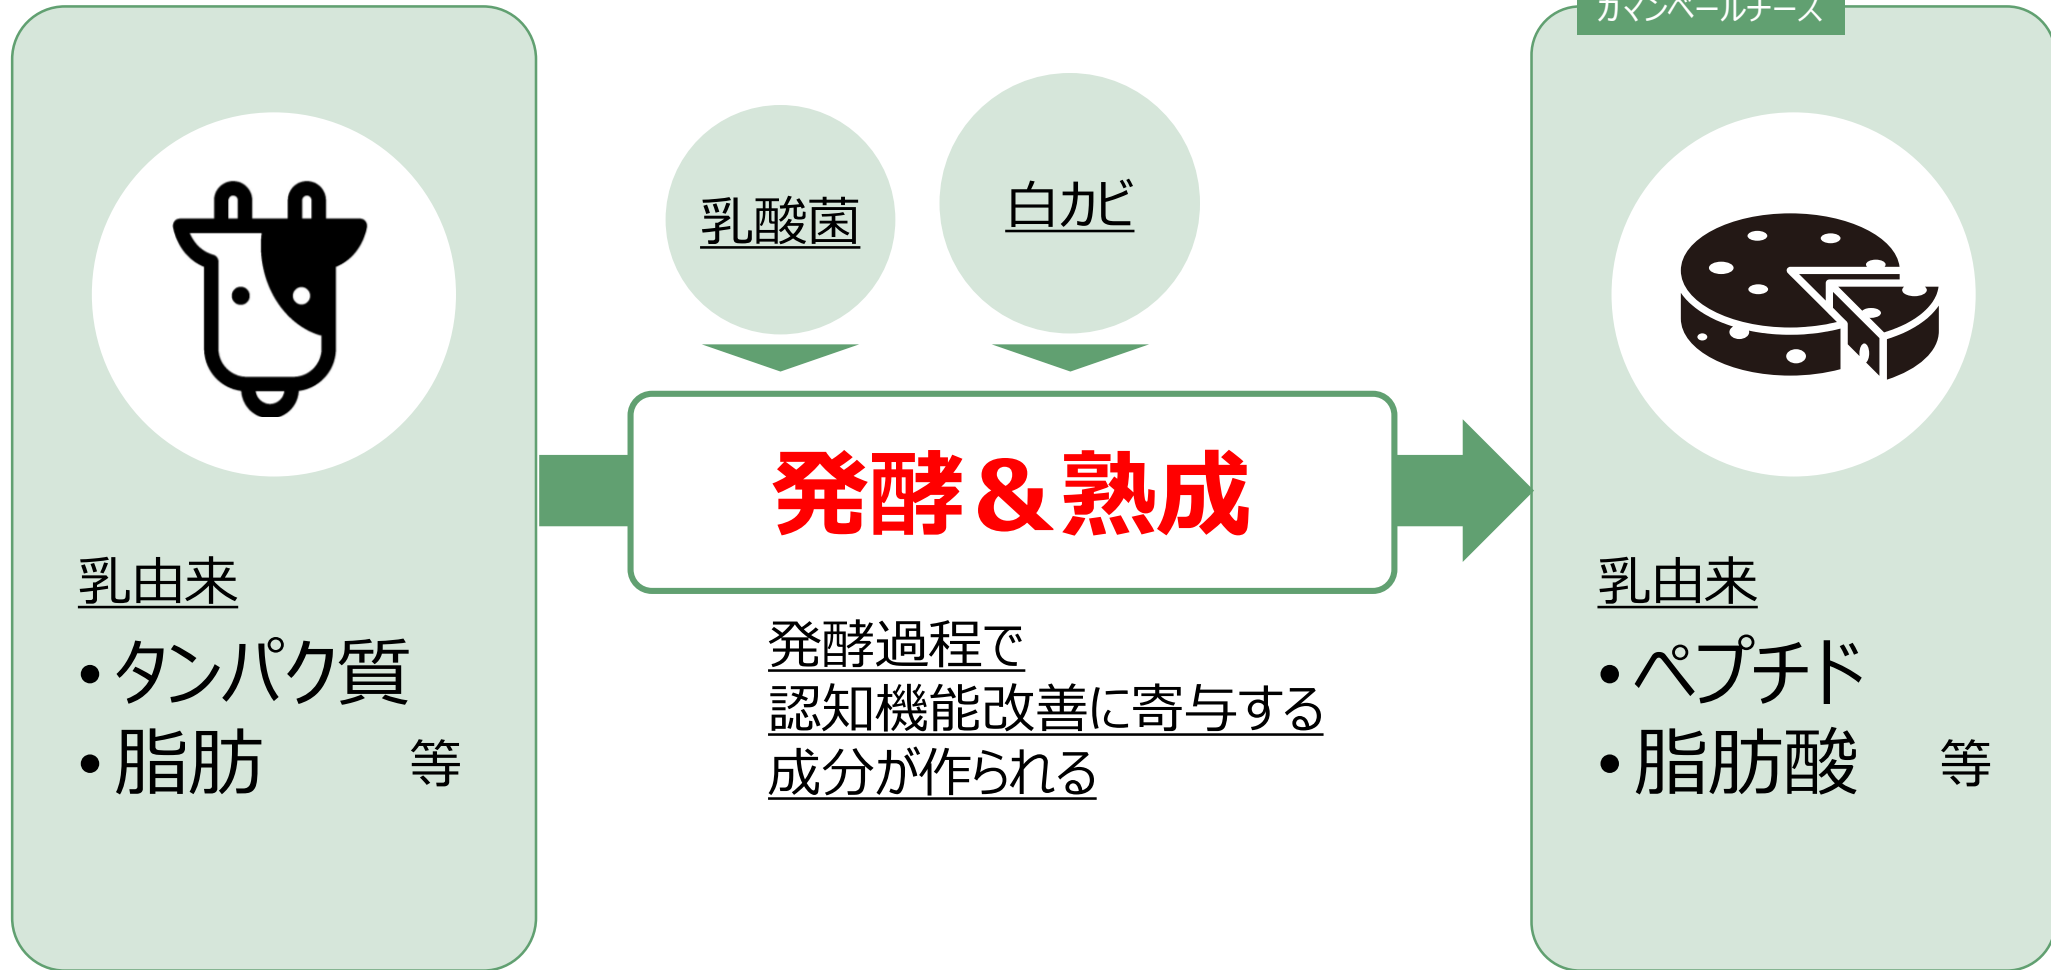 乳由来
•タンパク質
•脂肪 等
乳酸菌
白カビ
発酵＆熟成
発酵過程で
認知機能改善に寄与する
成分が作られる
カマンベールチーズ
乳由来
•ペプチド
•脂肪酸 等